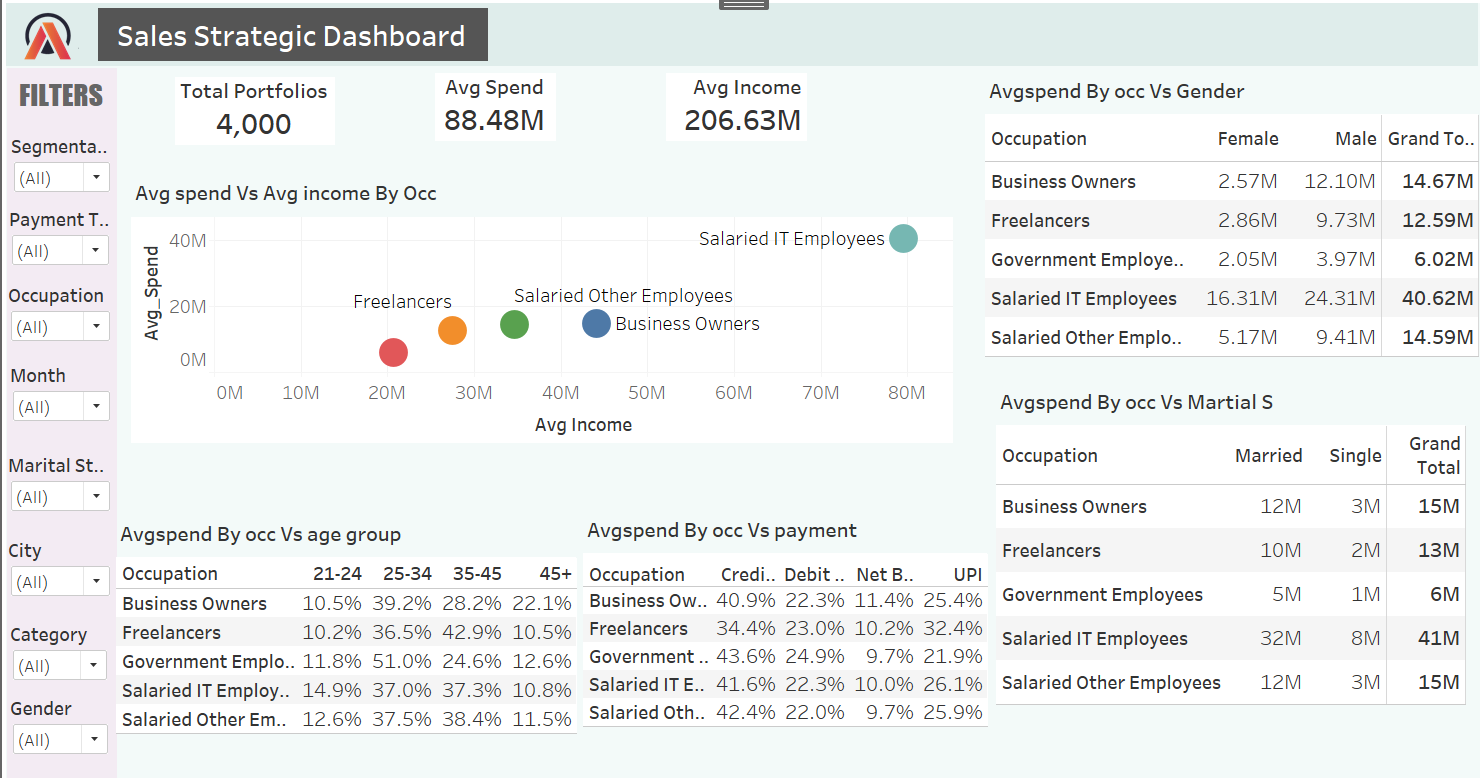 Sales Strategic Dashboard
FILTERS
Segmenta..
(All)
Payment T..
(All)
Occupation
(All)
Month
(All)
Marital St..
(All)
City
(All)
Category
(All)
Gender
(All)
Total Portfolios
4,000
Avg Spend
88.48M
Avg Income
206.63M
Avg spend Vs Avg income By Occ
Avg_Spend
40M
20M
0M
Salaried IT Employees
Freelancers
Salaried Other Employees
Business Owners
0M 10M 20M 30M 40M 50M 60M 70M 80M
Avg Income
Avgspend By occ Vs Gender
Occupation Female Male Grand To..
Business Owners 2.57M 12.10M 14.67M
Freelancers 2.86M 9.73M 12.59M
Government Employe.. 2.05M 3.97M 6.02M
Salaried IT Employees 16.31M 24.31M 40.62M
Salaried Other Emplo.. 5.17M 9.41M 14.59M
Avgspend By occ Vs Martial S
Occupation Married Single Grand
Total
Business Owners 12M 3M 15M
Freelancers 10M 2M 13M
Government Employees 5M 1M 6M
Salaried IT Employees 32M 8M 41M
Salaried Other Employees 12M 3M 15M
Avgspend By occ Vs age group
Occupation 21-24 25-34 35-45 45+
Business Owners 10.5% 39.2% 28.2% 22.1%
Freelancers 10.2% 36.5% 42.9% 10.5%
Government Emplo.. 11.8% 51.0% 24.6% 12.6%
Salaried IT Employ.. 14.9% 37.0% 37.3% 10.8%
Salaried Other Em.. 12.6% 37.5% 38.4% 11.5%
Avgspend By occ Vs payment
Occupation Credi.. Debit .. Net B.. UPI
Business Ow.. 40.9% 22.3% 11.4% 25.4%
Freelancers 34.4% 23.0% 10.2% 32.4%
Government .. 43.6% 24.9% 9.7% 21.9%
Salaried IT E.. 41.6% 22.3% 10.0% 26.1%
Salaried Oth.. 42.4% 22.0% 9.7% 25.9%